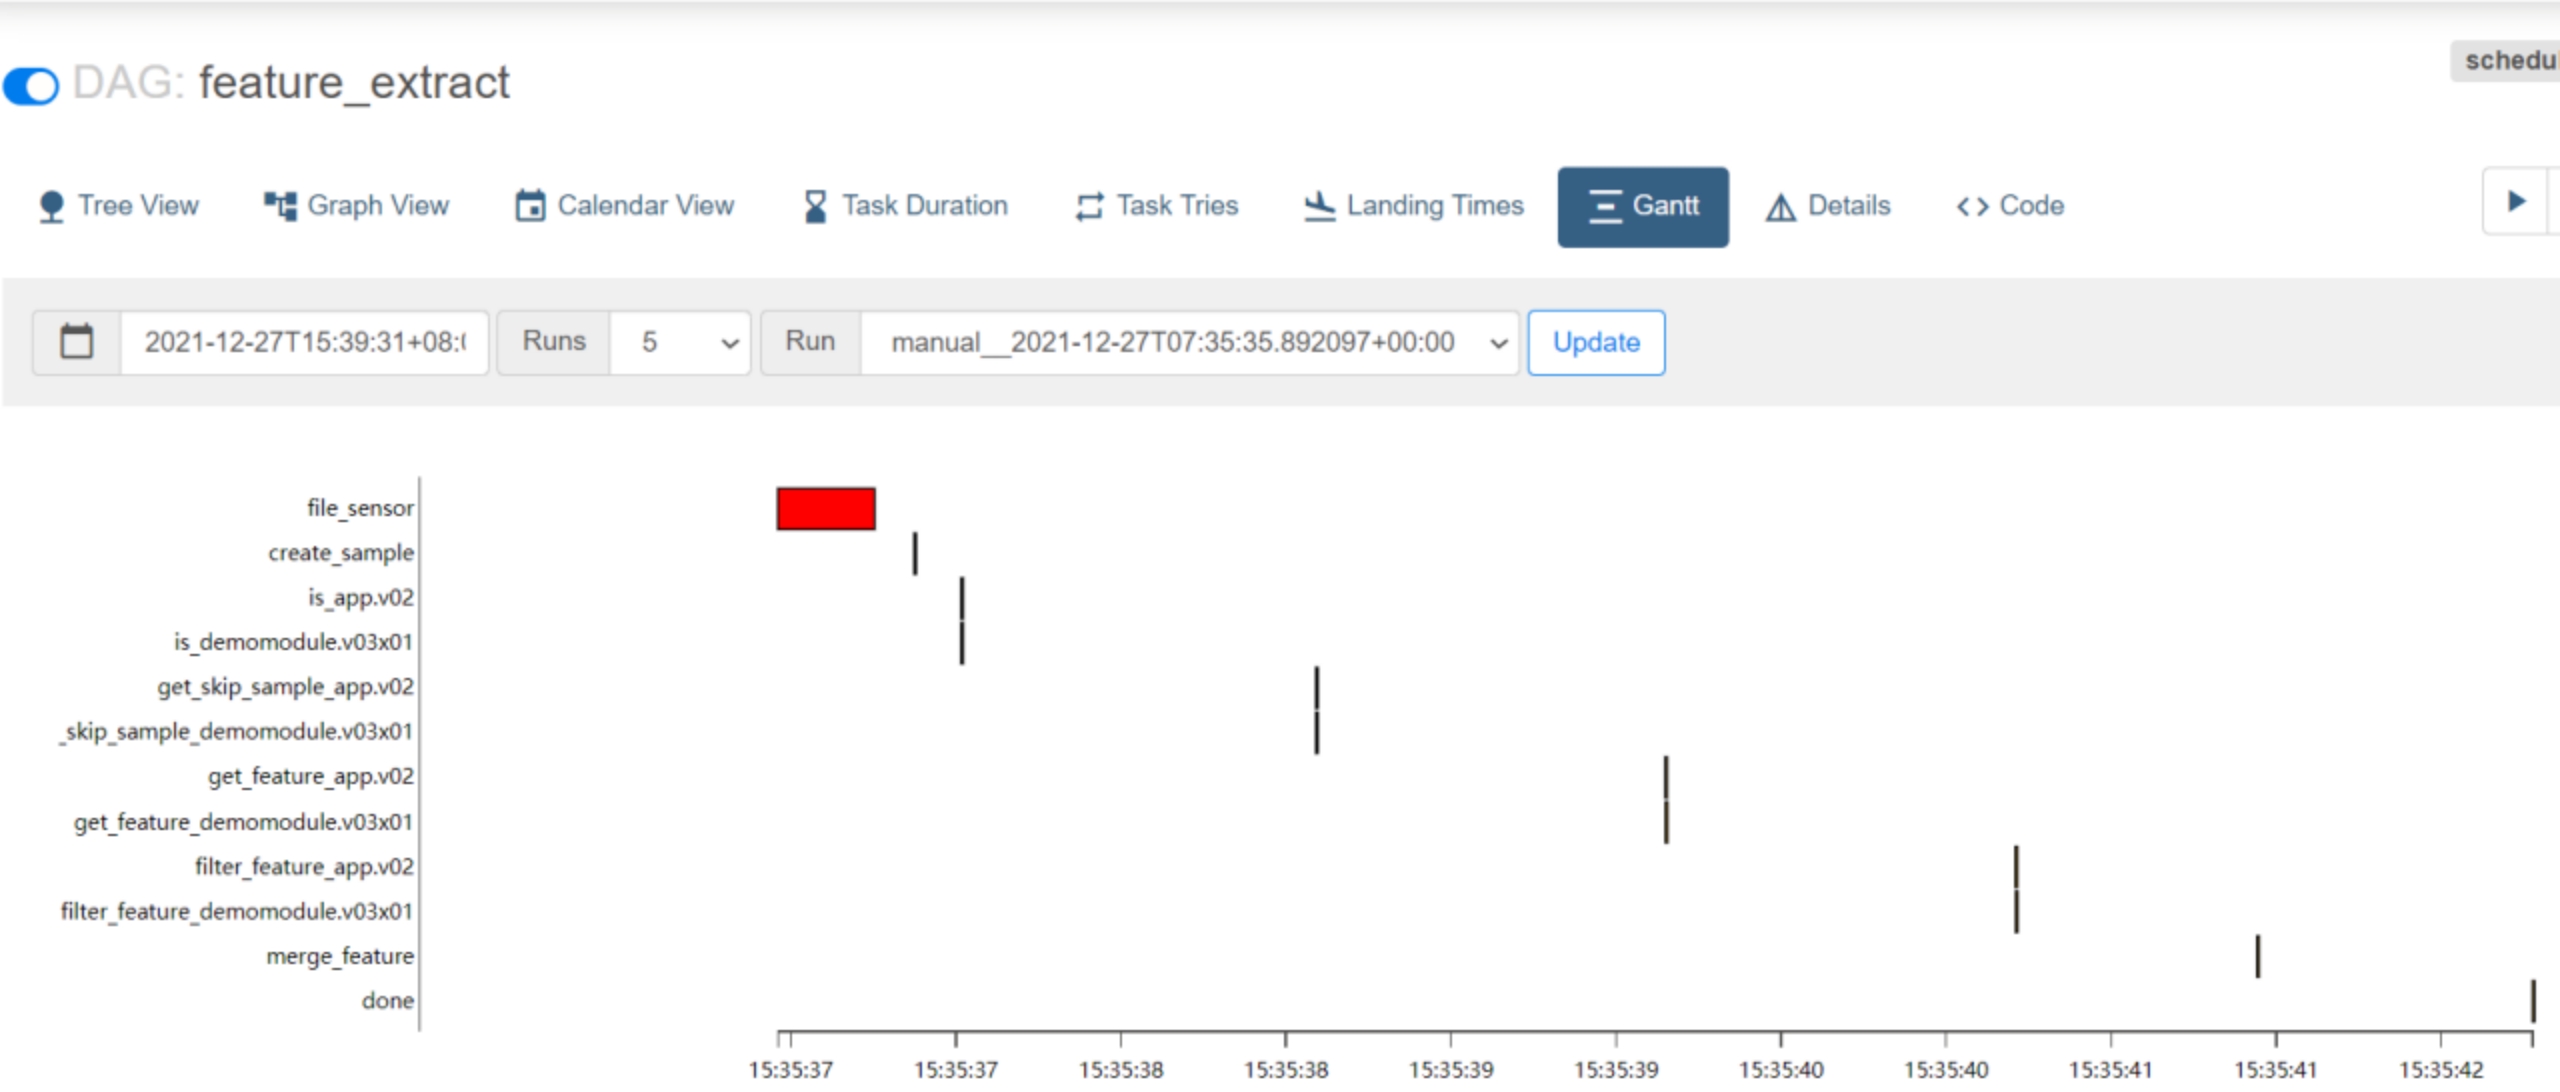 schedu
DAG: feature_extract
Tree View Graph View Calendar View Task Duration Task Tries Landing Times Gantt Details <> Code
2021-12-27T15:39:31+08:( Runs 5 Run manual__2021-12-27T07:35:35.892097+00:00 Update
file_sensor
create_sample
is_app.v02
is_demomodule.v03x01
get_skip_sample_app.v02
_skip_sample_demomodule.v03x01
get_feature_app.v02
get_feature_demomodule.v03x01
filter_feature_app.v02
filter_feature_demomodule.v03x01
merge_feature
done
15:35:37 15:35:37 15:35:38 15:35:38 15:35:39 15:35:39 15:35:40 15:35:40 15:35:41 15:35:41 15:35:42